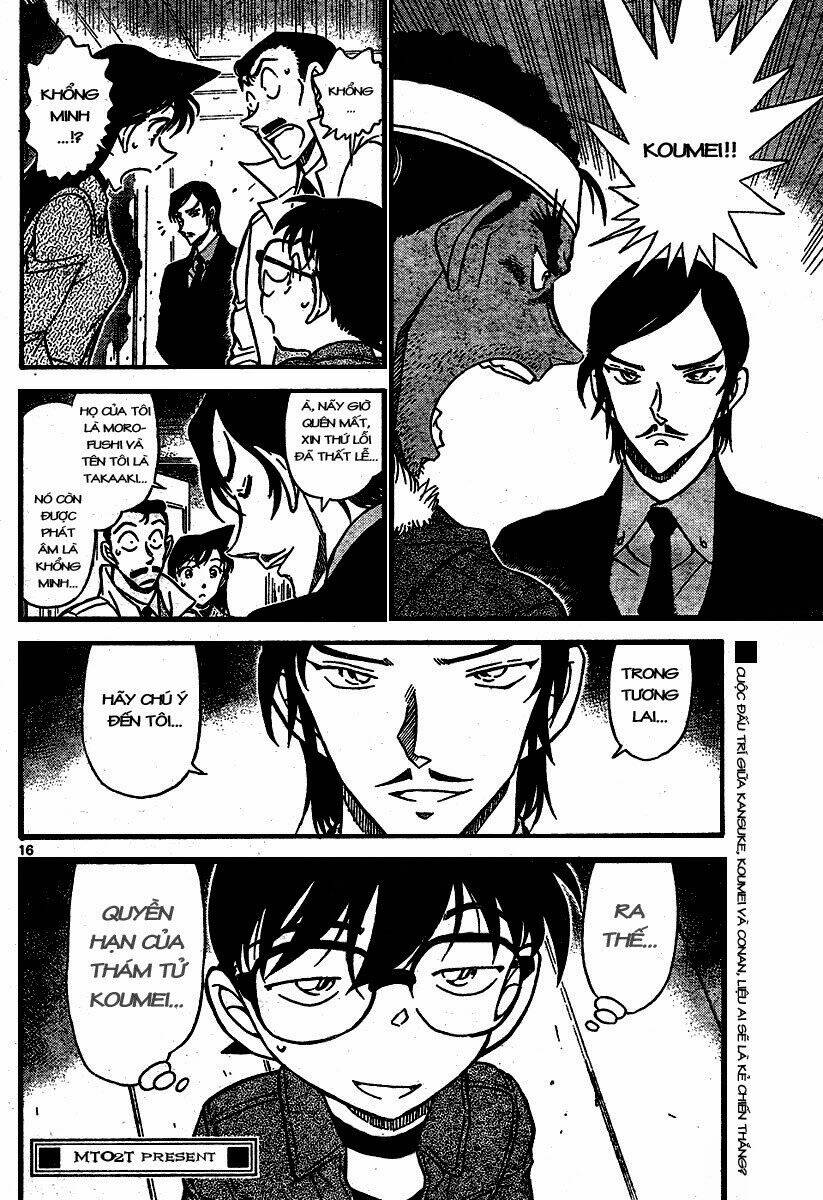 KOUMEI!!
KHỔNG
...
KHỔNG
MINH
...!?
À, NÃY GIỜ
QUÊN MẤT,
XIN THỨ LỖI
ĐÃ THẤT LỄ...
HỌ CỦA TÔI
LÀ MORO-
FUSHI VÀ
TÊN TÔI LÀ
TAKAAKI...
NÓ CÒN
ĐƯỢC
PHÁT
ÂM LÀ
KHỔNG
MINH...
TRONG
TƯƠNG
LAI...
HÃY CHÚ Ý
ĐẾN TÔI...
16
RA
THẾ...
QUYỀN
HẠN CỦA
THÁM TỬ
KOUMEI...
CUỘC ĐẤU TRÍ GIỮA KANSUKE, KOUMEI VÀ CONAN, LIỆU AI SẼ LÀ KẺ CHIẾN THẮNG?
MTO2T PRESENT